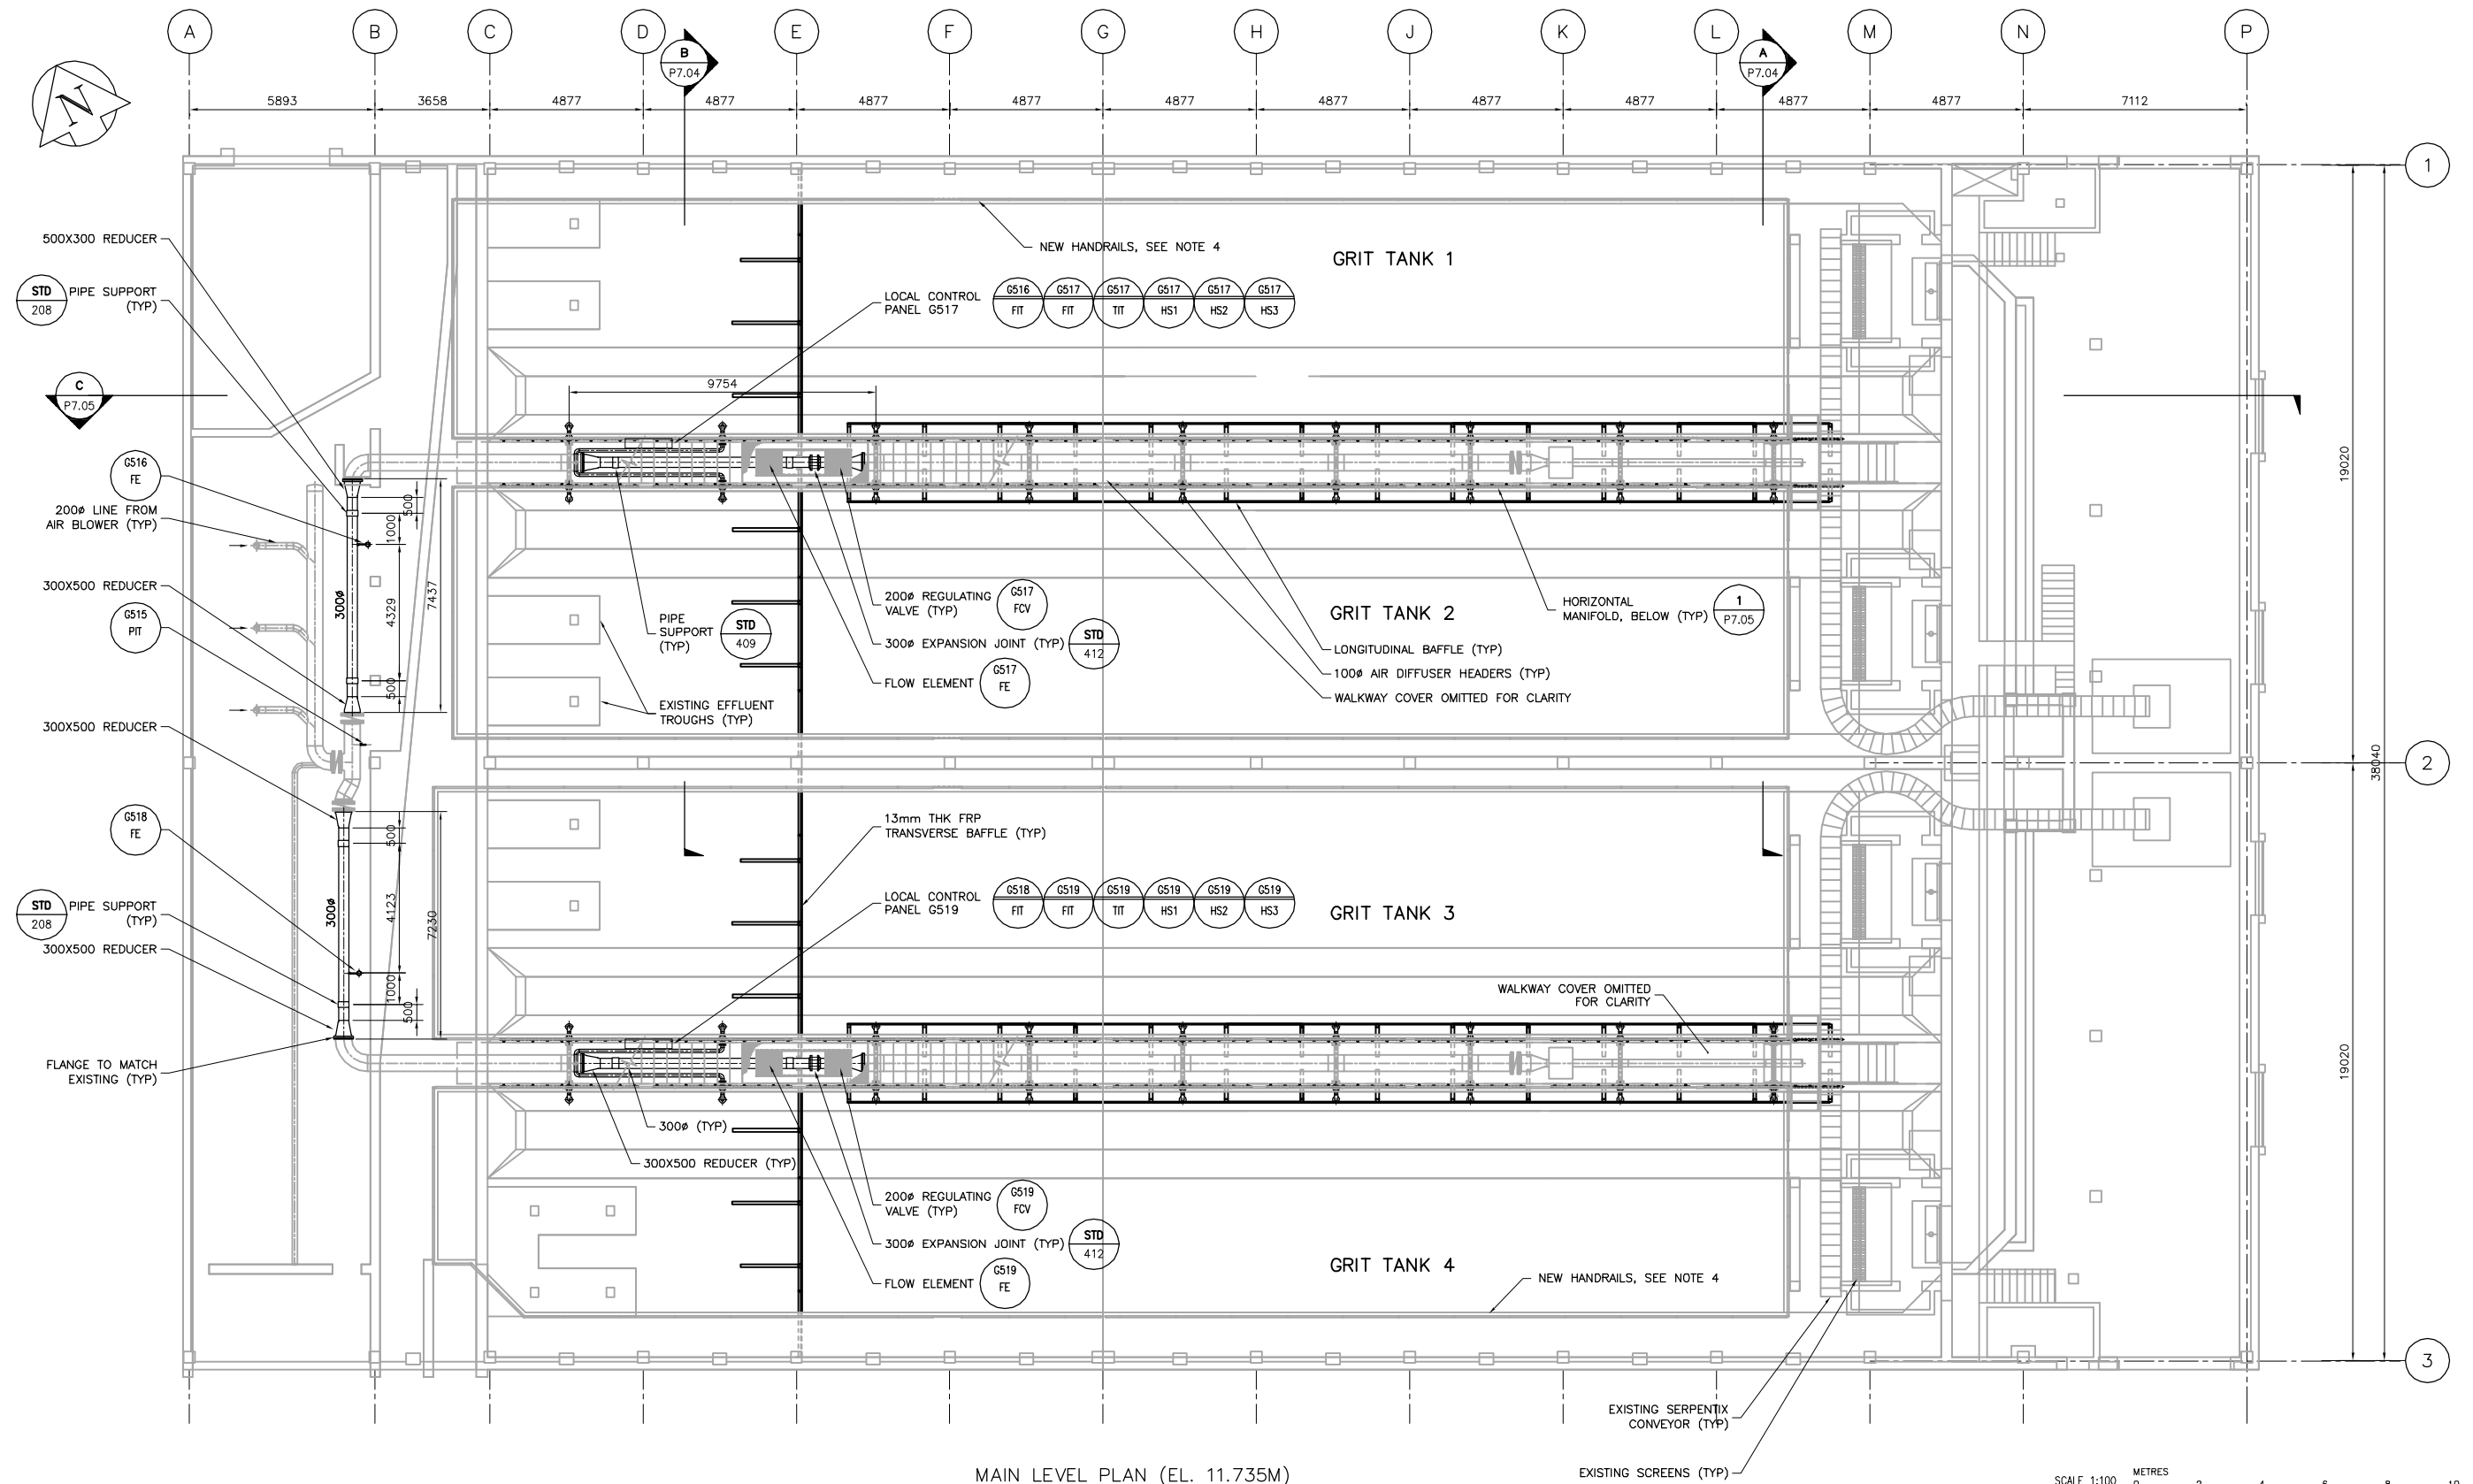 A B C D E F G H J K L M N P
B
P7.04
A
P7.04
N
5893 3658 4877 4877 4877 4877 4877 4877 4877 4877 4877 4877 7112
1
500X300 REDUCER
NEW HANDRAILS, SEE NOTE 4
GRIT TANK 1
STD
208
PIPE SUPPORT
(TYP)
LOCAL CONTROL
PANEL G517
G516 G517 G517 G517 G517 G517
FIT FIT TIT HS1 HS2 HS3
C
P7.05
9754
G516
FE
200ø LINE FROM
AIR BLOWER (TYP)
500
1000
19020
300X500 REDUCER
300ø
4329
7437
G515
PIT
PIPE
SUPPORT
(TYP)
STD
409
200ø REGULATING
VALVE (TYP)
G517
FCV
300ø EXPANSION JOINT (TYP)
STD
412
FLOW ELEMENT
G517
FE
GRIT TANK 2
HORIZONTAL
MANIFOLD, BELOW (TYP)
1
P7.05
LONGITUDINAL BAFFLE (TYP)
100ø AIR DIFFUSER HEADERS (TYP)
WALKWAY COVER OMITTED FOR CLARITY
500
EXISTING EFFLUENT
TROUGHS (TYP)
300X500 REDUCER
2
38040
G518
FE
500
13mm THK FRP
TRANSVERSE BAFFLE (TYP)
STD
208
PIPE SUPPORT
(TYP)
300ø
4123
7230
LOCAL CONTROL
PANEL G519
G518 G519 G519 G519 G519 G519
FIT FIT TIT HS1 HS2 HS3
GRIT TANK 3
300X500 REDUCER
1000
500
WALKWAY COVER OMITTED
FOR CLARITY
FLANGE TO MATCH
EXISTING (TYP)
19020
300ø (TYP)
300X500 REDUCER (TYP)
200ø REGULATING
VALVE (TYP)
G519
FCV
300ø EXPANSION JOINT (TYP)
STD
412
FLOW ELEMENT
G519
FE
GRIT TANK 4
NEW HANDRAILS, SEE NOTE 4
3
EXISTING SERPENTIX
CONVEYOR (TYP)
EXISTING SCREENS (TYP)
MAIN LEVEL PLAN (EL. 11.735M)
METRES
SCALE 1:100 0 2 4 6 8 10